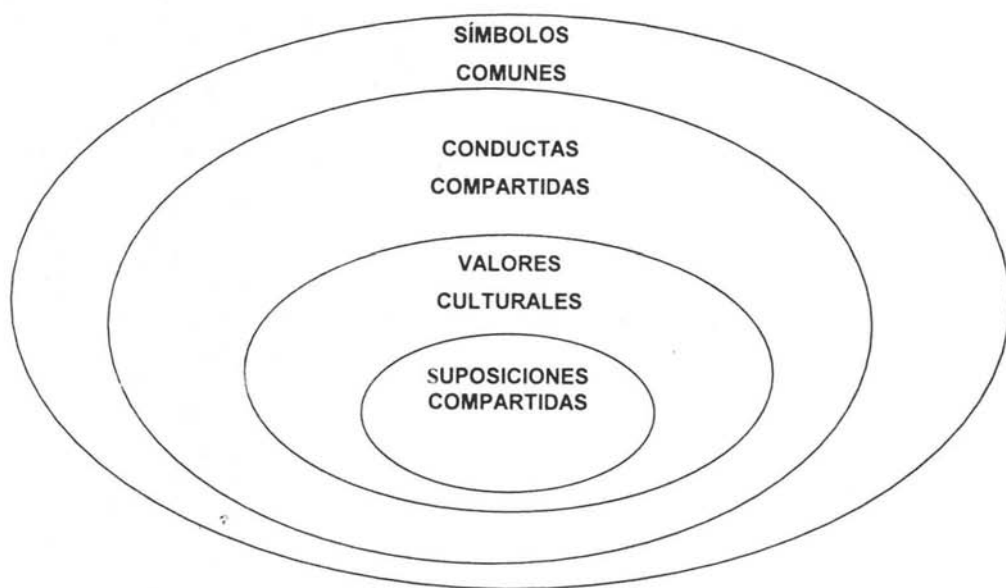 SÍMBOLOS
COMUNES
CONDUCTAS
COMPARTIDAS
VALORES
CULTURALES
SUPOSICIONES
COMPARTIDAS